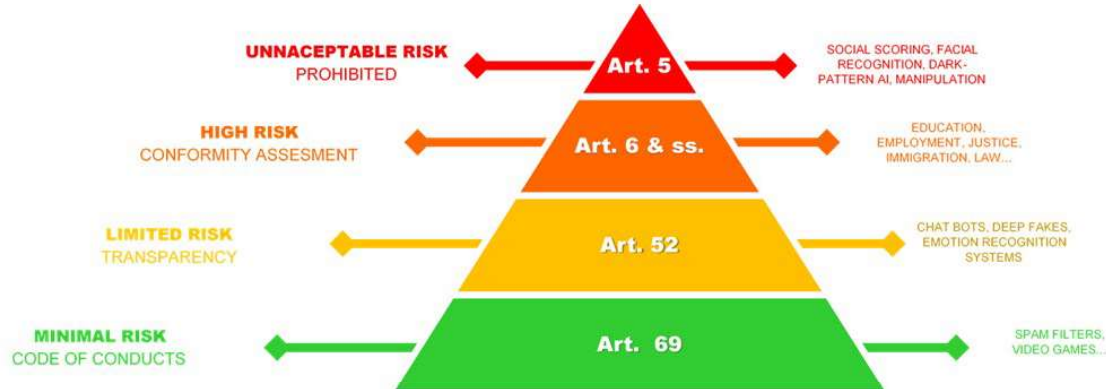 UNNACEPTABLE RISK
PROHIBITED
Art. 5
SOCIAL SCORING, FACIAL
RECOGNITION, DARK-
PATTERN AI, MANIPULATION
HIGH RISK
CONFORMITY ASSESMENT
Art. 6 & ss.
EDUCATION,
EMPLOYMENT, JUSTICE,
IMMIGRATION, LAW...
LIMITED RISK
TRANSPARENCY
Art. 52
CHAT BOTS, DEEP FAKES,
EMOTION RECOGNITION
SYSTEMS
MINIMAL RISK
CODE OF CONDUCTS
Art. 69
SPAM FILTERS,
VIDEO GAMES...